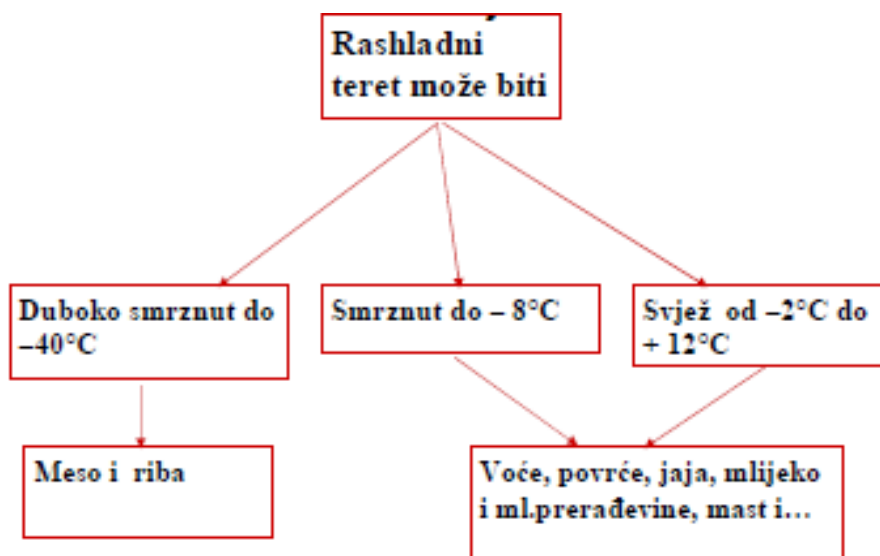 Rashladni
teret može biti
Duboko smrznut do
–40°C
Smrznut do – 8°C
Svjež od –2°C do
+ 12°C
Meso i riba
Voće, povrće, jaja, mlijeko
i ml.prerađevine, mast i…